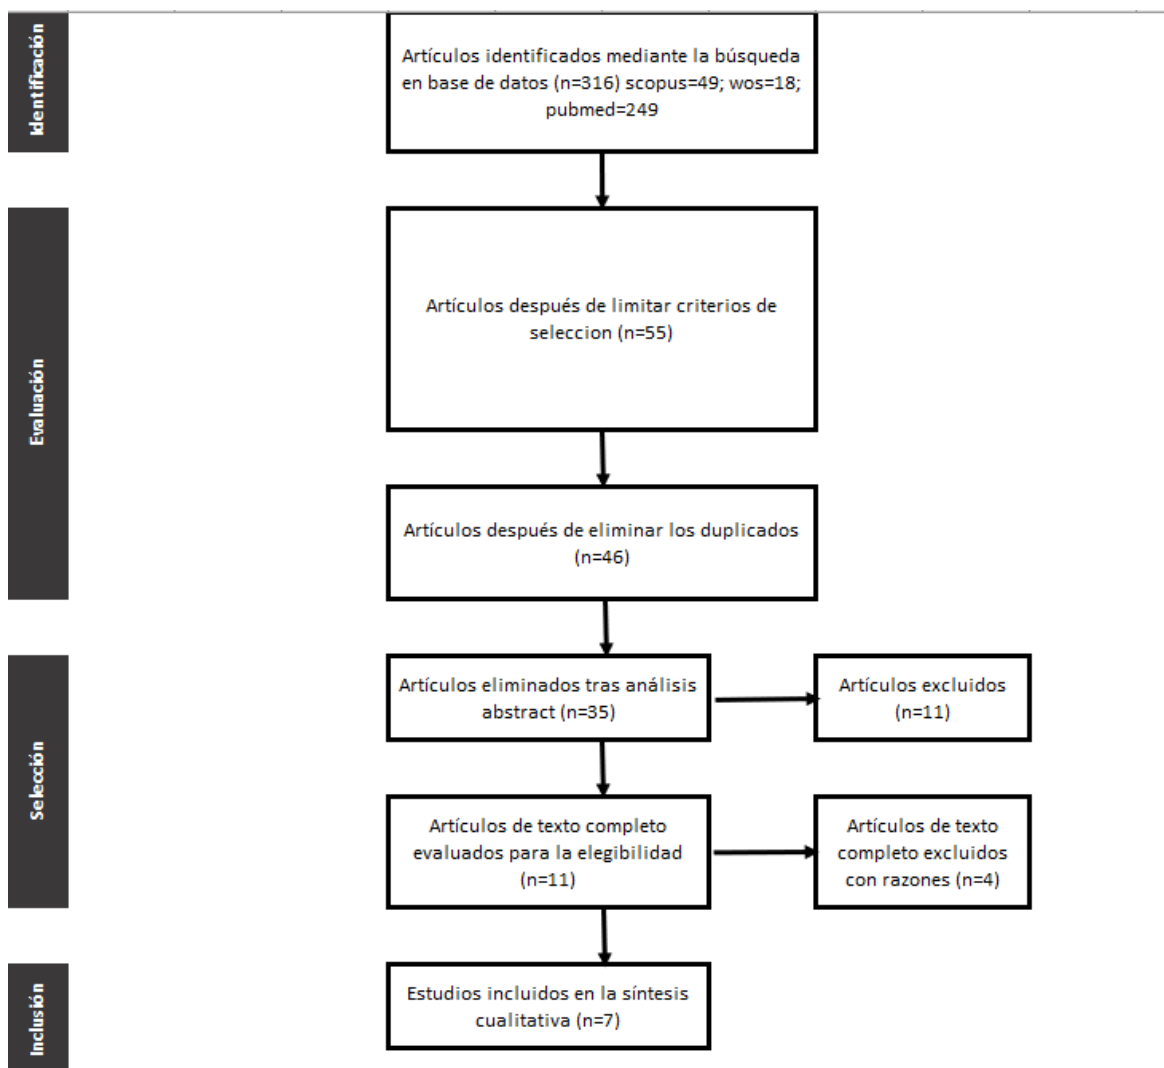 Identificación
Artículos identificados mediante la búsqueda
en base de datos (n=316) scopus=49; wos=18;
pubmed=249
Evaluación
Artículos después de limitar criterios de
seleccion (n=55)
Artículos después de eliminar los duplicados
(n=46)
Selección
Artículos eliminados tras análisis
abstract (n=35)
Artículos excluidos
(n=11)
Artículos de texto completo
evaluados para la elegibilidad
(n=11)
Artículos de texto
completo excluidos
con razones (n=4)
Inclusión
Estudios incluidos en la síntesis
cualitativa (n=7)